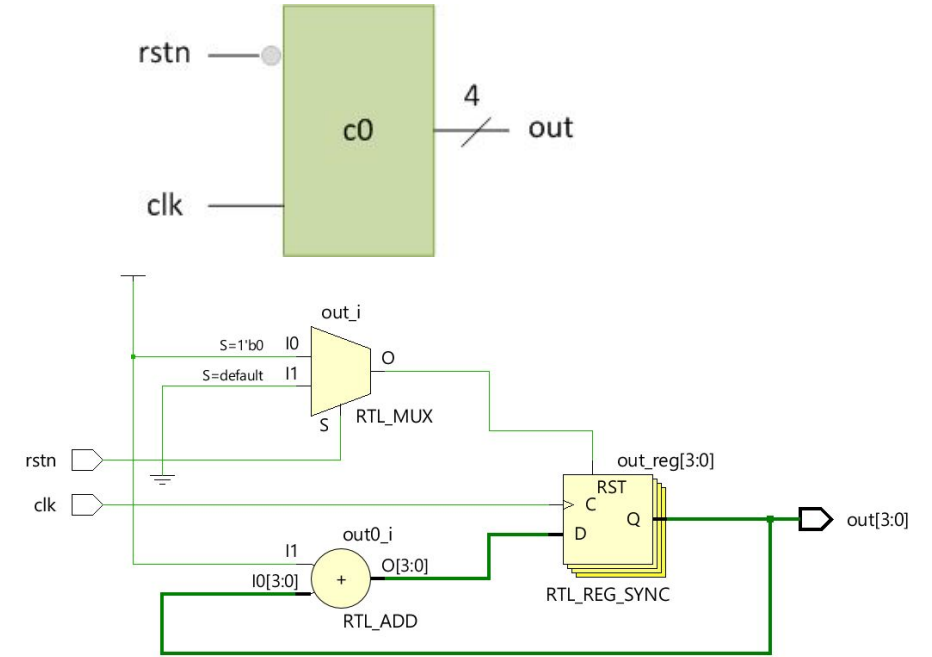 rstn
4
c0
out
clk
out_i
S=1'b0
I0
O
S=default
I1
S
RTL_MUX
rstn
out_reg[3:0]
RST
clk
C
Q
out[3:0]
D
out0_i
I1
O[3:0]
I0[3:0]
+
RTL_REG_SYNC
RTL_ADD